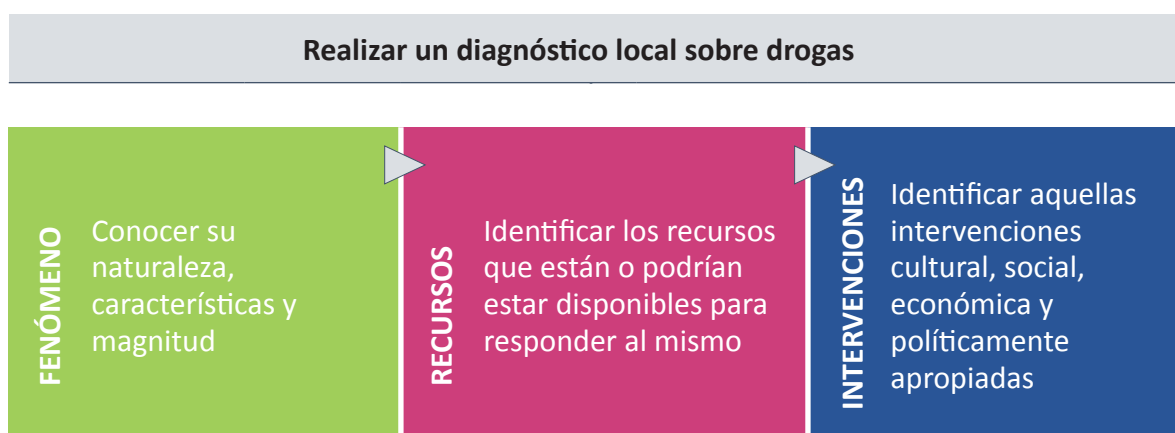 Realizar un diagnóstico local sobre drogas
FENÓMENO
Conocer su
naturaleza,
característícas y
magnitud
RECURSOS
Identificar los recursos
que están o podrían
estar disponibles para
responder al mismo
INTERVENCIONES
Identificar aquellas
intervenciones
cultural, social,
económica y
políticamente
apropiadas